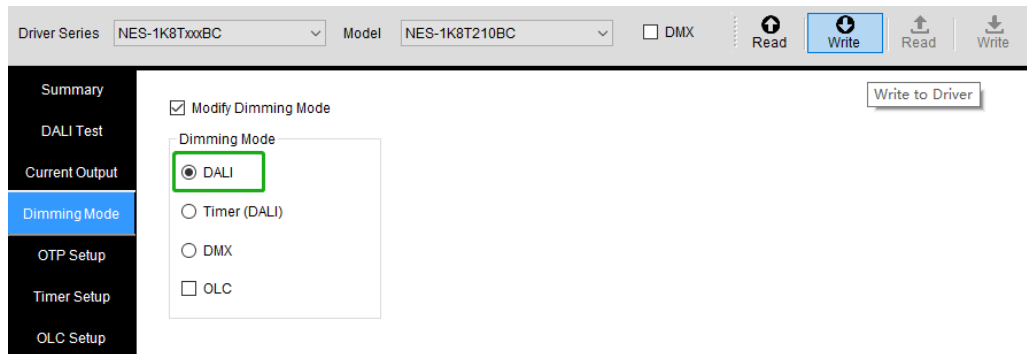 Driver Series NES-1K8TxxxBC Model NES-1K8T210BC DMX Read Write Read Write
Write to Driver
Summary
DALI Test
Current Output
Dimming Mode
OTP Setup
Timer Setup
OLC Setup
Modify Dimming Mode
Dimming Mode
DALI
Timer (DALI)
DMX
OLC